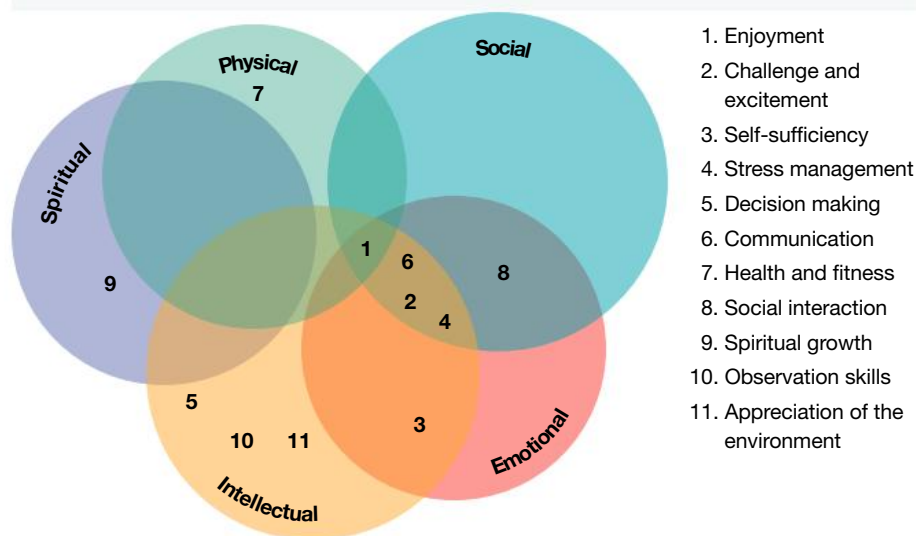 Social
Physical
7
Spiritual
1
6
8
9
2
4
5
3
10
11
Emotional
Intellectual
1. Enjoyment
2. Challenge and
excitement
3. Self-sufficiency
4. Stress management
5. Decision making
6. Communication
7. Health and fitness
8. Social interaction
9. Spiritual growth
10. Observation skills
11. Appreciation of the
environment